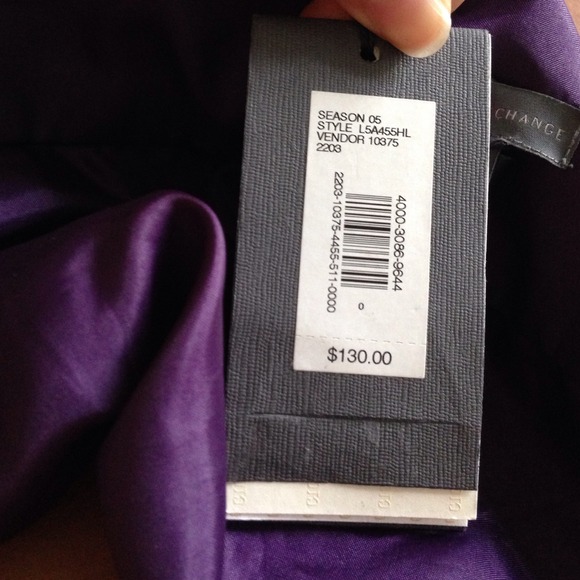 SEASON 05
STYLE L5A455HL
VENDOR 10375
2203
4000-3086-9644
2203-10375-4455-511-0000
0
$130.00
CHANGE